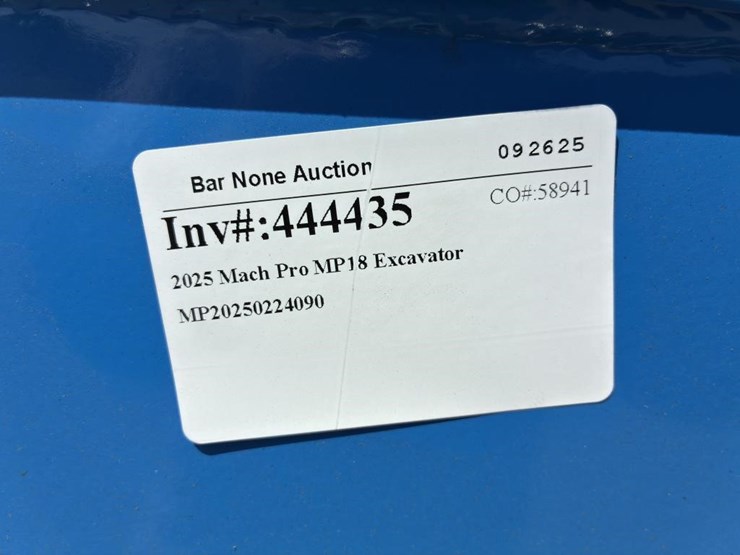 Bar None Auction 092625
Inv#:444435 CO#:58941
2025 Mach Pro MP18 Excavator
MP20250224090